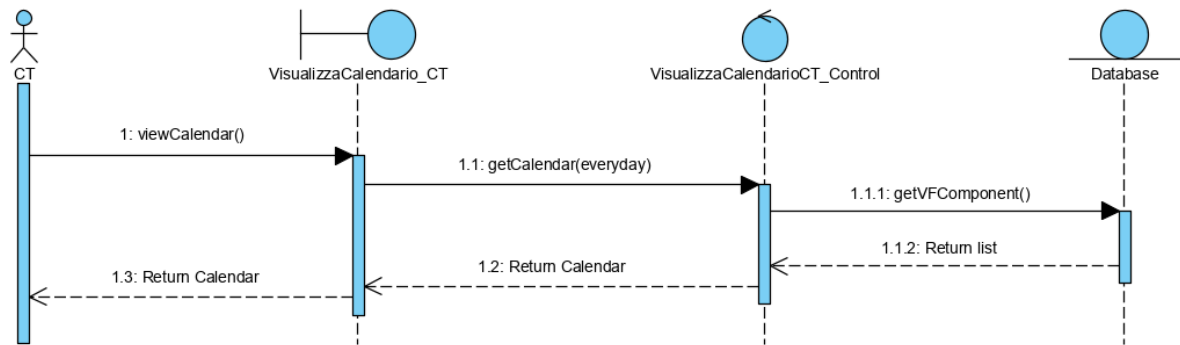 CT
VisualizzaCalendario_CT
VisualizzaCalendarioCT_Control
Database
1: viewCalendar()
1.1: getCalendar(everyday)
1.1.1: getVFComponent()
1.1.2: Return list
1.2: Return Calendar
1.3: Return Calendar